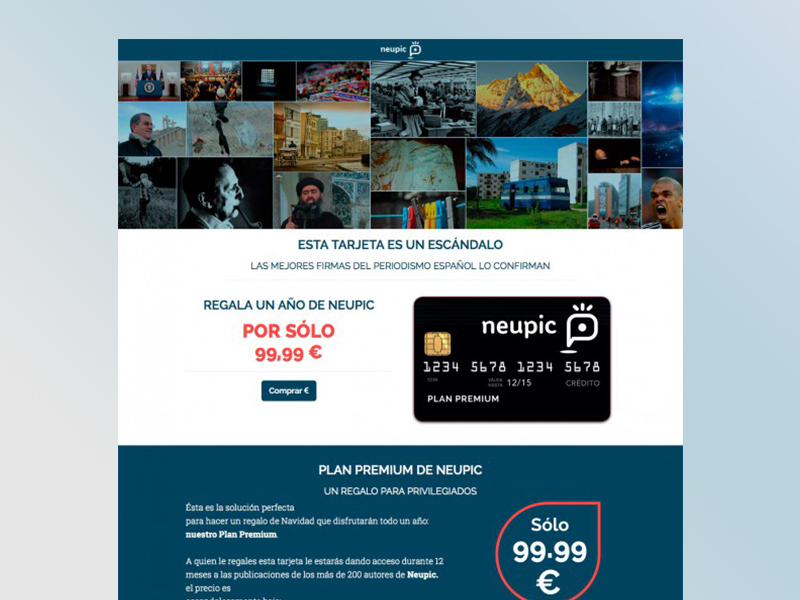 neupic
ESTA TARJETA ES UN ESCÁNDALO
LAS MEJORES FIRMAS DEL PERIODISMO ESPAÑOL LO CONFIRMAN
REGALA UN AÑO DE NEUPIC
POR SÓLO
99,99 €
Comprar €
neupic
1234 5678 1234 5678
1234
VÁLIDA
HASTA
12/15
CRÉDITO
PLAN PREMIUM
PLAN PREMIUM DE NEUPIC
UN REGALO PARA PRIVILEGIADOS
Ésta es la solución perfecta
para hacer un regalo de Navidad que disfrutarán todo un año:
nuestro Plan Premium
A quien le regales esta tarjeta le estarás dando acceso durante 12
meses a las publicaciones de los más de 200 autores de Neupic.
el precio es
Sólo
99.99
€